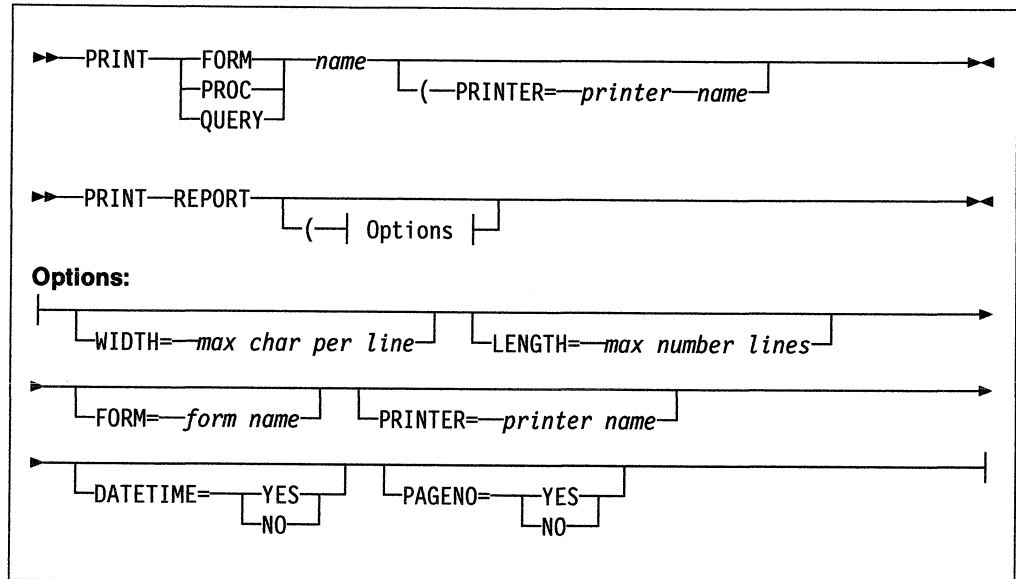 PRINT FORM name
PROC ( PRINTER= printer name
QUERY
PRINT REPORT
( Options
Options:
WIDTH= max char per line LENGTH= max number lines
FORM= form name PRINTER= printer name
DATETIME= YES PAGENO= YES
NO NO